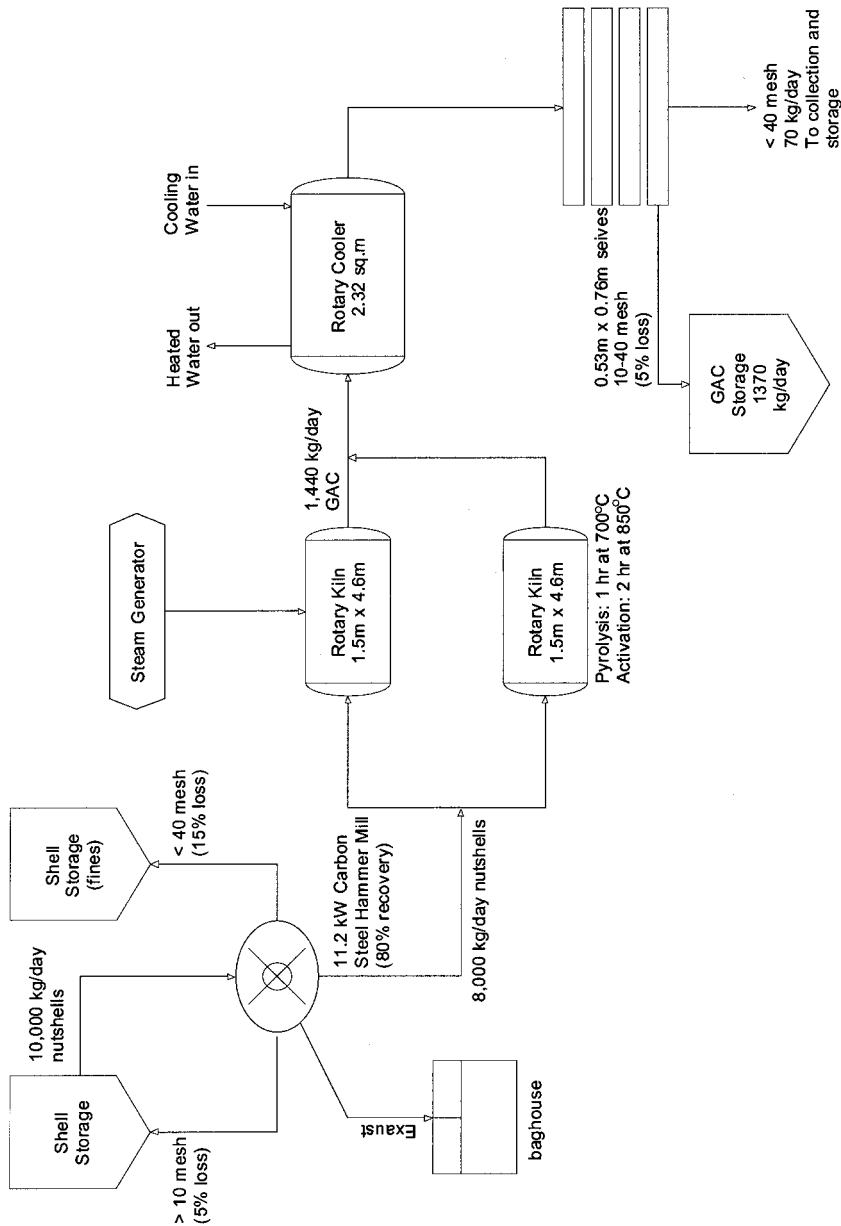 Shell
Storage
10,000 kg/day
nutshells
> 10 mesh
(5% loss)
Shell
Storage
(fines)
< 40 mesh
(15% loss)
Exhaust
baghouse
11.2 kW Carbon
Steel Hammer Mill
(80% recovery)
8,000 kg/day nutshells
Steam Generator
Rotary Kiln
1.5m x 4.6m
Rotary Kiln
1.5m x 4.6m
Pyrolysis: 1 hr at 700°C
Activation: 2 hr at 850°C
1,440 kg/day
GAC
Heated
Water out
Cooling
Water in
Rotary Cooler
2.32 sq.m
0.53m x 0.76m seives
10-40 mesh
(5% loss)
GAC
Storage
1370
kg/day
< 40 mesh
70 kg/day
To collection and
storage